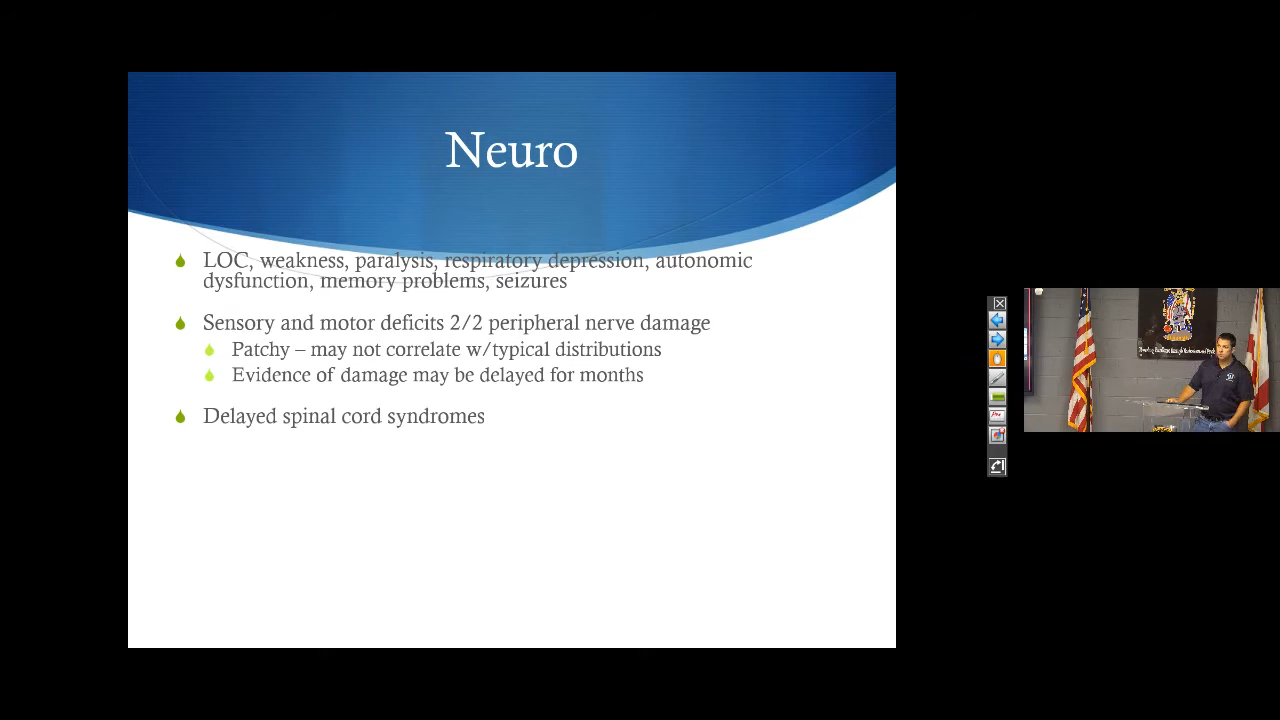 Neuro
LOC, weakness, paralysis, respiratory depression, autonomic
dysfunction, memory problems, seizures
Sensory and motor deficits 2/2 peripheral nerve damage
Patchy – may not correlate w/typical distributions
Evidence of damage may be delayed for months
Delayed spinal cord syndromes